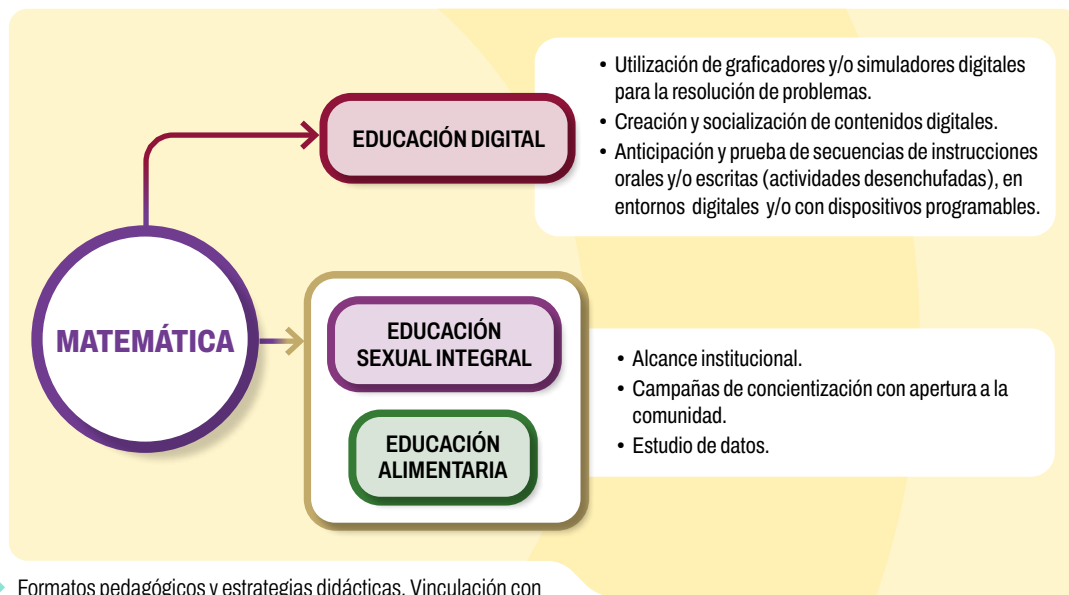 • Utilización de graficadores y/o simuladores digitales
para la resolución de problemas.
• Creación y socialización de contenidos digitales.
• Anticipación y prueba de secuencias de instrucciones
orales y/o escritas (actividades desenchufadas), en
entornos digitales y/o con dispositivos programables.
EDUCACIÓN DIGITAL
MATEMÁTICA
EDUCACIÓN
SEXUAL INTEGRAL
EDUCACIÓN
ALIMENTARIA
• Alcance institucional.
• Campañas de concientización con apertura a la
comunidad.
• Estudio de datos.
Formatos pedagógicos y estrategias didácticas. Vinculación con